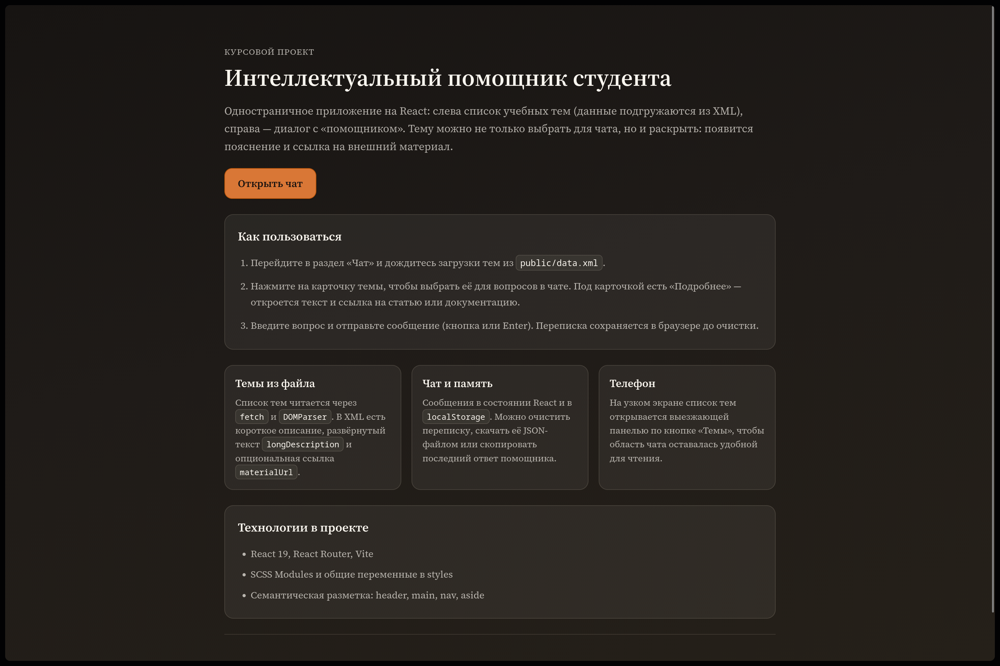 КУРСОВОЙ ПРОЕКТ
Интеллектуальный помощник студента
Одностраничное приложение на React: слева список учебных тем (данные подгружаются из XML),
справа — диалог с «помощником». Тему можно не только выбрать для чата, но и раскрыть: появится
пояснение и ссылка на внешний материал.
Открыть чат
Как пользоваться
1. Перейдите в раздел «Чат» и дождитесь загрузки тем из public/data.xml.
2. Нажмите на карточку темы, чтобы выбрать её для вопросов в чате. Под карточкой есть «Подробнее» —
откроется текст и ссылка на статью или документацию.
3. Введите вопрос и отправьте сообщение (кнопка или Enter). Переписка сохраняется в браузере до очистки.
Темы из файла
Список тем читается через
fetch и DOMParser. В XML есть
короткое описание, развёрнутый
текст longDescription и
опциональная ссылка
materialUrl.
Чат и память
Сообщения в состоянии React и в
localStorage. Можно очистить
переписку, скачать её JSON-
файлом или скопировать
последний ответ помощника.
Телефон
На узком экране список тем
открывается выезжающей
панелью по кнопке «Темы», чтобы
область чата оставалась удобной
для чтения.
Технологии в проекте
• React 19, React Router, Vite
• SCSS Modules и общие переменные в styles
• Семантическая разметка: header, main, nav, aside